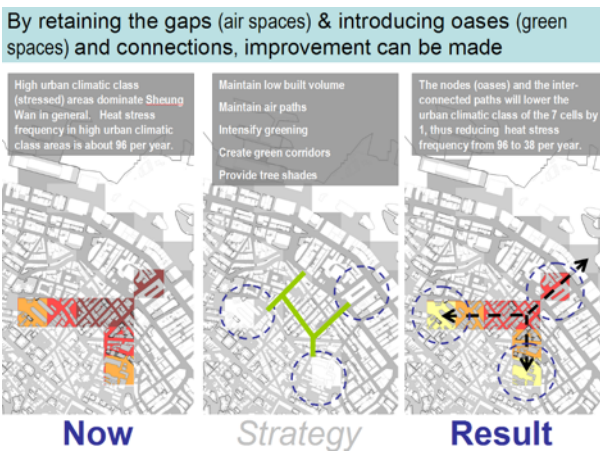 By retaining the gaps (air spaces) & introducing oases (green
spaces) and connections, improvement can be made
High urban climatic class
(stressed) areas dominate Sheung
Wan in general. Heat stress
frequency in high urban climatic
class areas is about 96 per year.
Maintain low built volume
Maintain air paths
Intensify greening
Create green corridors
Provide tree shades
The nodes (oases) and the inter-
connected paths will lower the
urban climatic class of the 7 cells by
1, thus reducing heat stress
frequency from 96 to 38 per year.
Now
Strategy
Result